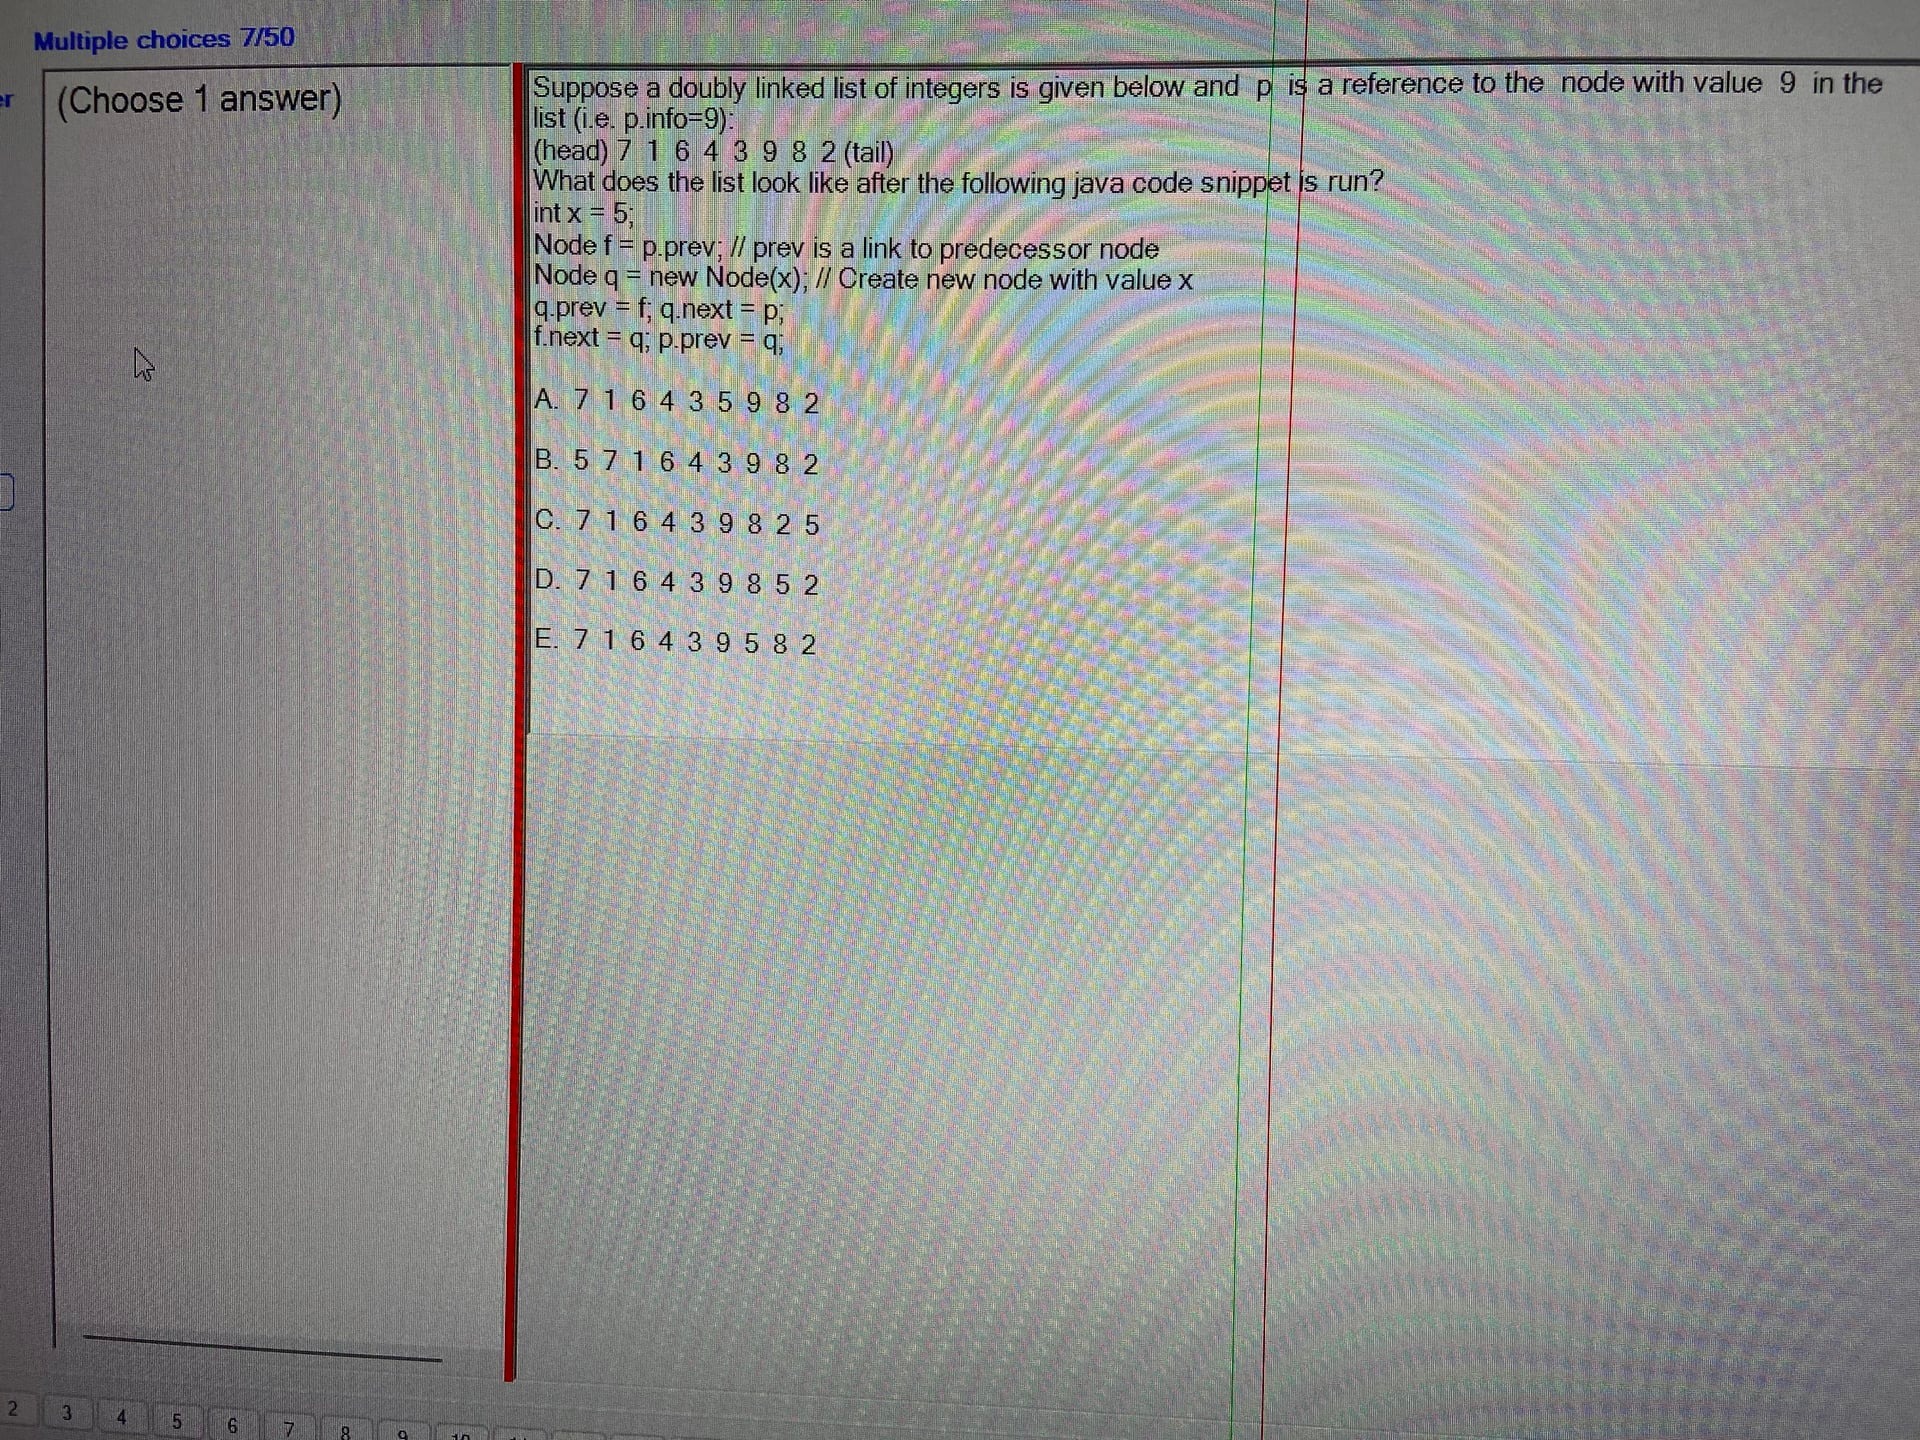 Multiple choices 7/50
er
(Choose 1 answer)
Suppose a doubly linked list of integers is given below and p is a reference to the node with value 9 in the
list (i.e. p.info=9):
(head) 7 1 6 4 3 9 8 2 (tail)
What does the list look like after the following java code snippet is run?
int x = 5;
Node f = p.prev; // prev is a link to predecessor node
Node q = new Node(x); // Create new node with value x
q.prev = f; q.next = p;
f.next = q; p.prev = q;
A. 7 1 6 4 3 5 9 8 2
B. 5 7 1 6 4 3 9 8 2
C. 7 1 6 4 3 9 8 2 5
D. 7 1 6 4 3 9 8 5 2
E. 7 1 6 4 3 9 5 8 2
2 3 4 5 6 7 8 9 10